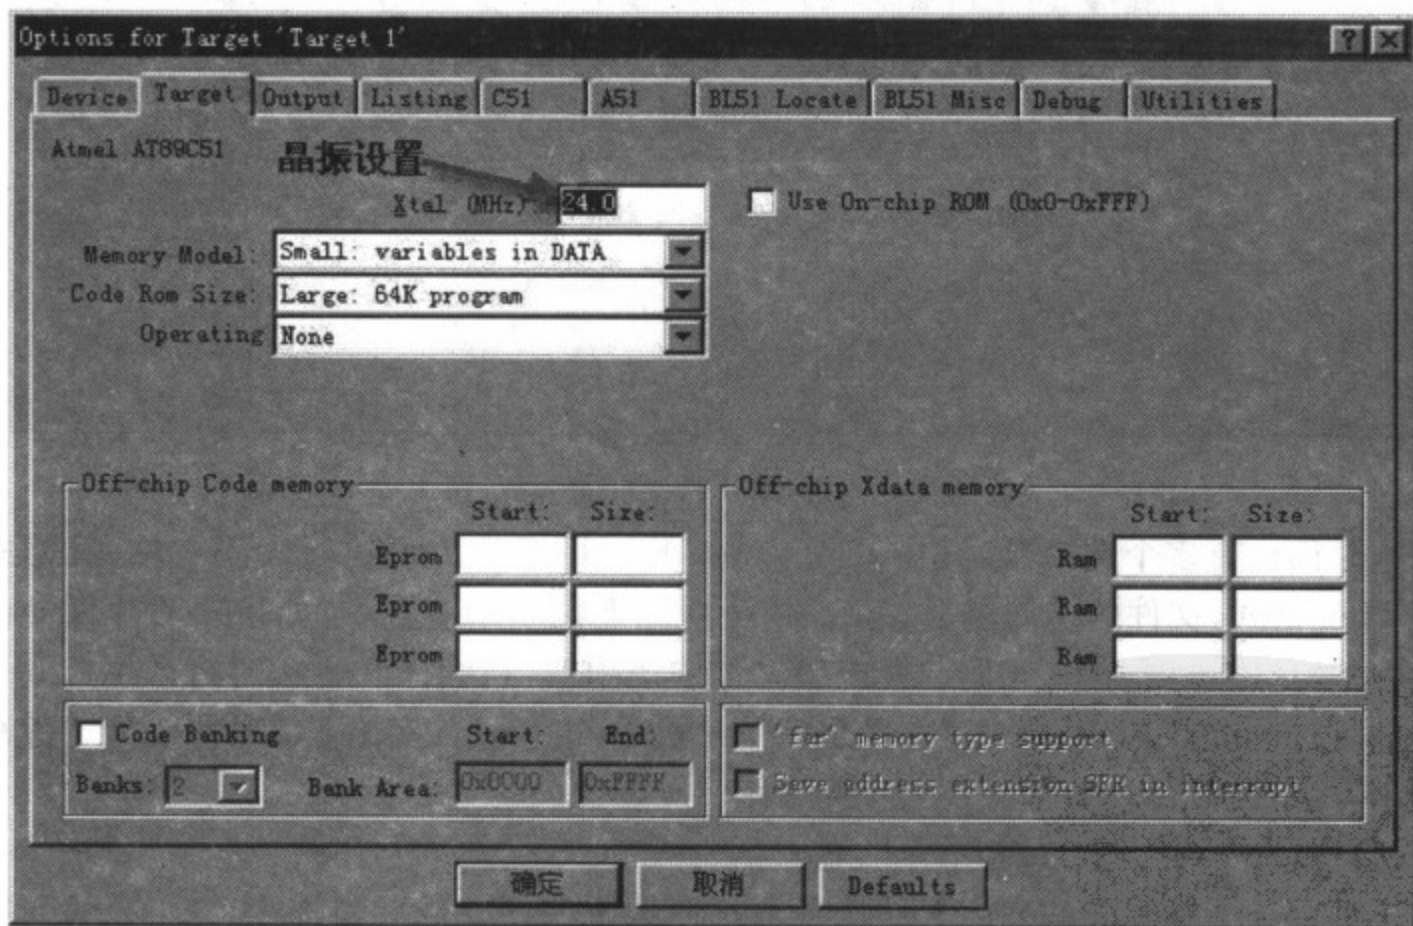 Options for Target 'Target 1'
Device Target Output Listing C51 A51 BL51 Locate BL51 Misc Debug Utilities
Atmel AT89C51
晶振设置
Xtal (MHz): 24.0
Use On-chip ROM (0x0-0xFFF)
Memory Model: Small: variables in DATA
Code Rom Size: Large: 64K program
Operating None
Off-chip Code memory
Start: Size:
Eprom
Eprom
Eprom
Off-chip Xdata memory
Start: Size:
Ram
Ram
Ram
Code Banking Start: End:
Banks: 2 Bank Area: 0x0000 0xFFFF
'far' memory type support
Save address extension SFR in interrupt
确定 取消 Defaults